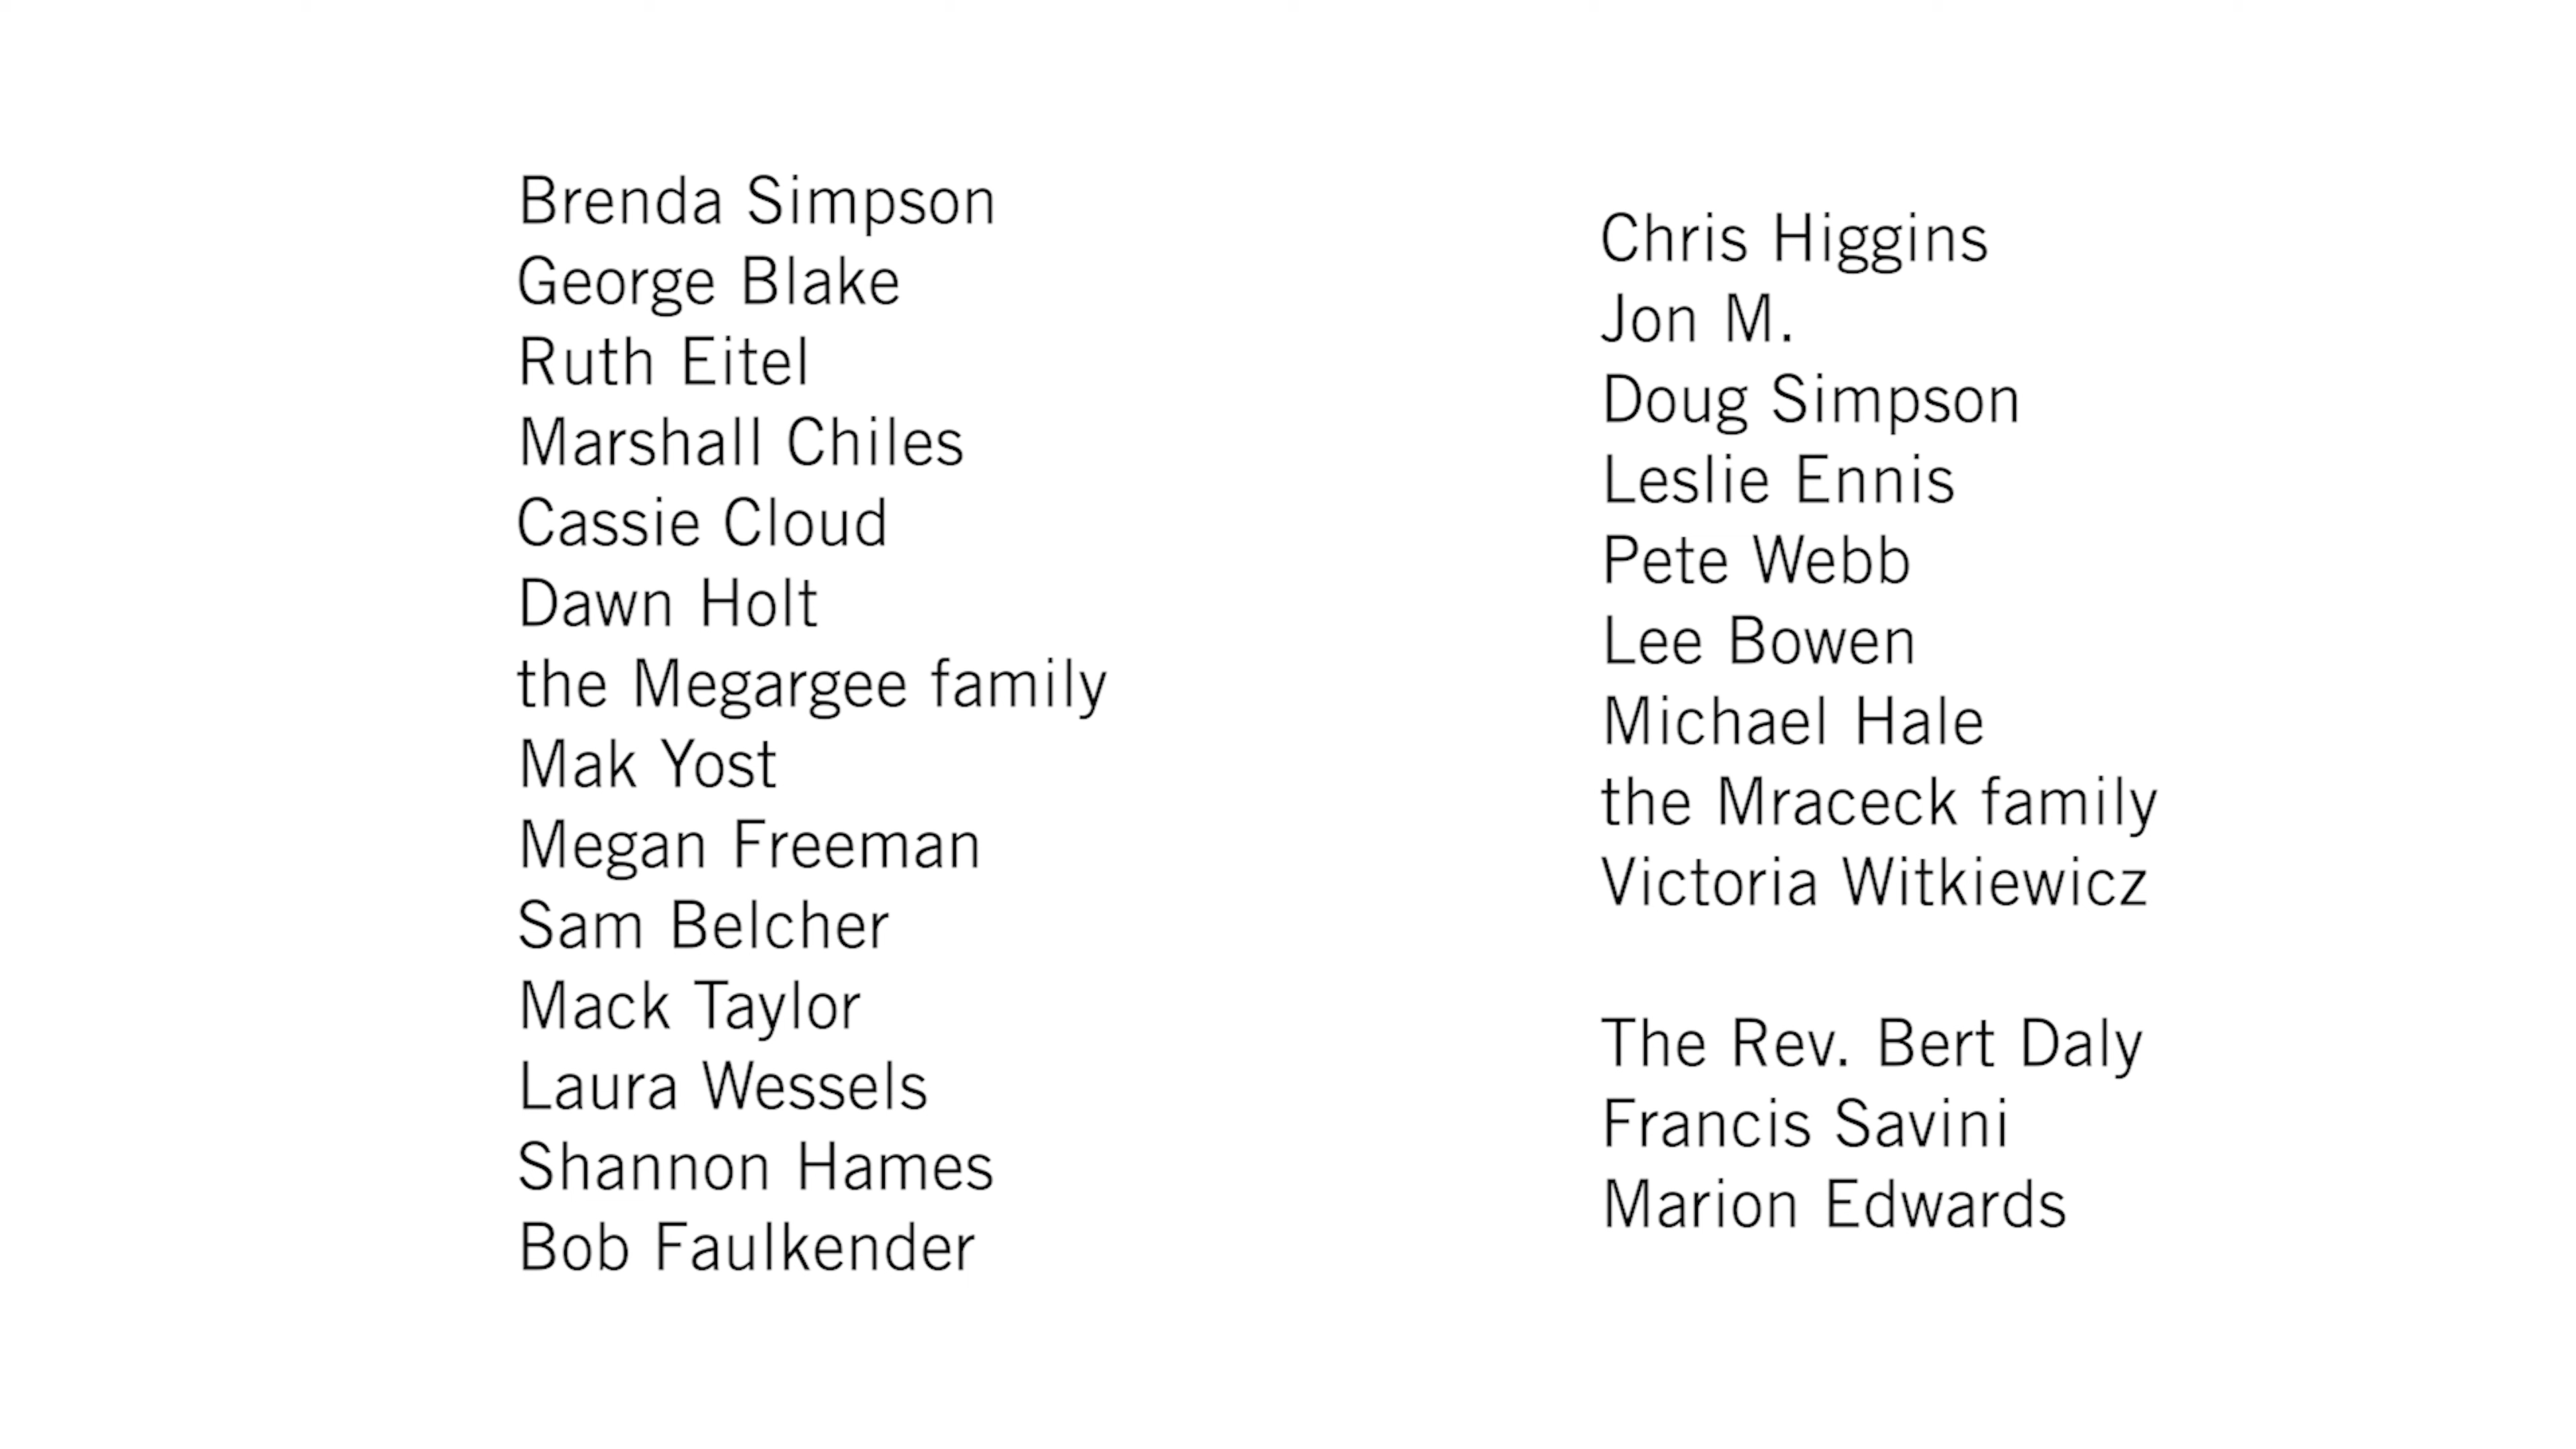 Brenda Simpson
George Blake
Ruth Eitel
Marshall Chiles
Cassie Cloud
Dawn Holt
the Megargee family
Mak Yost
Megan Freeman
Sam Belcher
Mack Taylor
Laura Wessels
Shannon Hames
Bob Faulkender
Chris Higgins
Jon M.
Doug Simpson
Leslie Ennis
Pete Webb
Lee Bowen
Michael Hale
the Mraceck family
Victoria Witkiewicz
The Rev. Bert Daly
Francis Savini
Marion Edwards